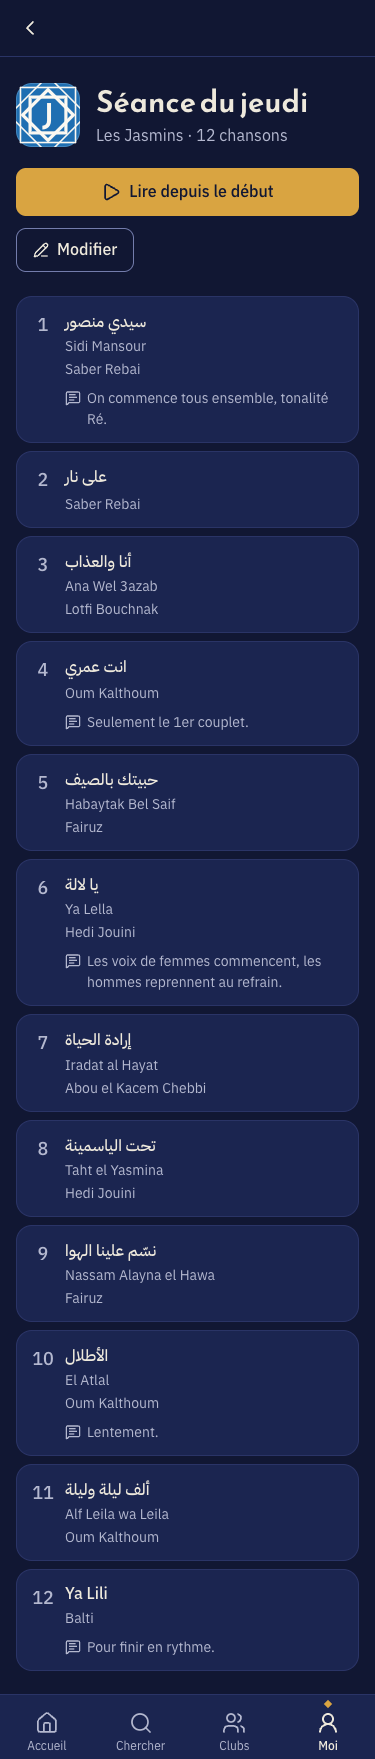 J
Séance du jeudi
Les Jasmins · 12 chansons
Lire depuis le début
Modifier
1
سيدي منصور
Sidi Mansour
Saber Rebai
On commence tous ensemble, tonalité
Ré.
2
على نار
Saber Rebai
3
أنا والعذاب
Ana Wel 3azab
Lotfi Bouchnak
4
انت عمري
Oum Kalthoum
Seulement le 1er couplet.
5
حبيتك بالصيف
Habaytak Bel Saif
Fairuz
6
يا لالة
Ya Lella
Hedi Jouini
Les voix de femmes commencent, les
hommes reprennent au refrain.
7
إرادة الحياة
Iradat al Hayat
Abou el Kacem Chebbi
8
تحت الياسمينة
Taht el Yasmina
Hedi Jouini
9
نسّم علينا الهوا
Nassam Alayna el Hawa
Fairuz
10
الأطلال
El Atlal
Oum Kalthoum
Lentement.
11
ألف ليلة وليلة
Alf Leila wa Leila
Oum Kalthoum
12
Ya Lili
Balti
Pour finir en rythme.
Accueil
Chercher
Clubs
Moi